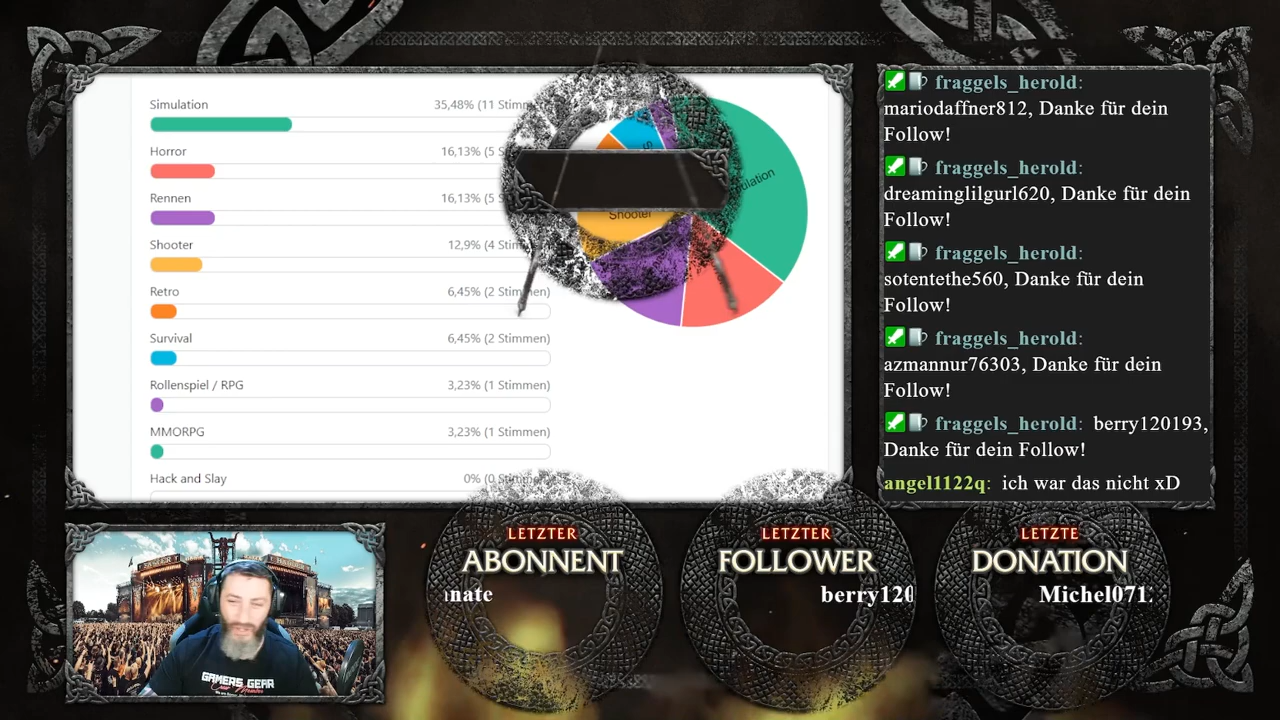 Simulation
35,48% (11 Stimmen)
Horror
16,13% (5
Rennen
16,13% (5
Shooter
12,9% (4 Stimmen)
Retro
6,45% (2 Stimmen)
Survival
6,45% (2 Stimmen)
Rollenspiel / RPG
3,23% (1 Stimmen)
MMORPG
3,23% (1 Stimmen)
Hack and Slay
0% (0 Stimmen)
ulation
Shooter
fraggels_herold:
mariodaffner812, Danke für dein
Follow!
fraggels_herold:
dreaminglilgurl620, Danke für dein
Follow!
fraggels_herold:
sotentethe560, Danke für dein
Follow!
fraggels_herold:
azmannur76303, Danke für dein
Follow!
fraggels_herold: berry120193,
Danke für dein Follow!
angel1122q: ich war das nicht xD
LETZTER
ABONNENT
nate
LETZTER
FOLLOWER
berry120
LETZTE
DONATION
Michel071
GAMERS GEAR